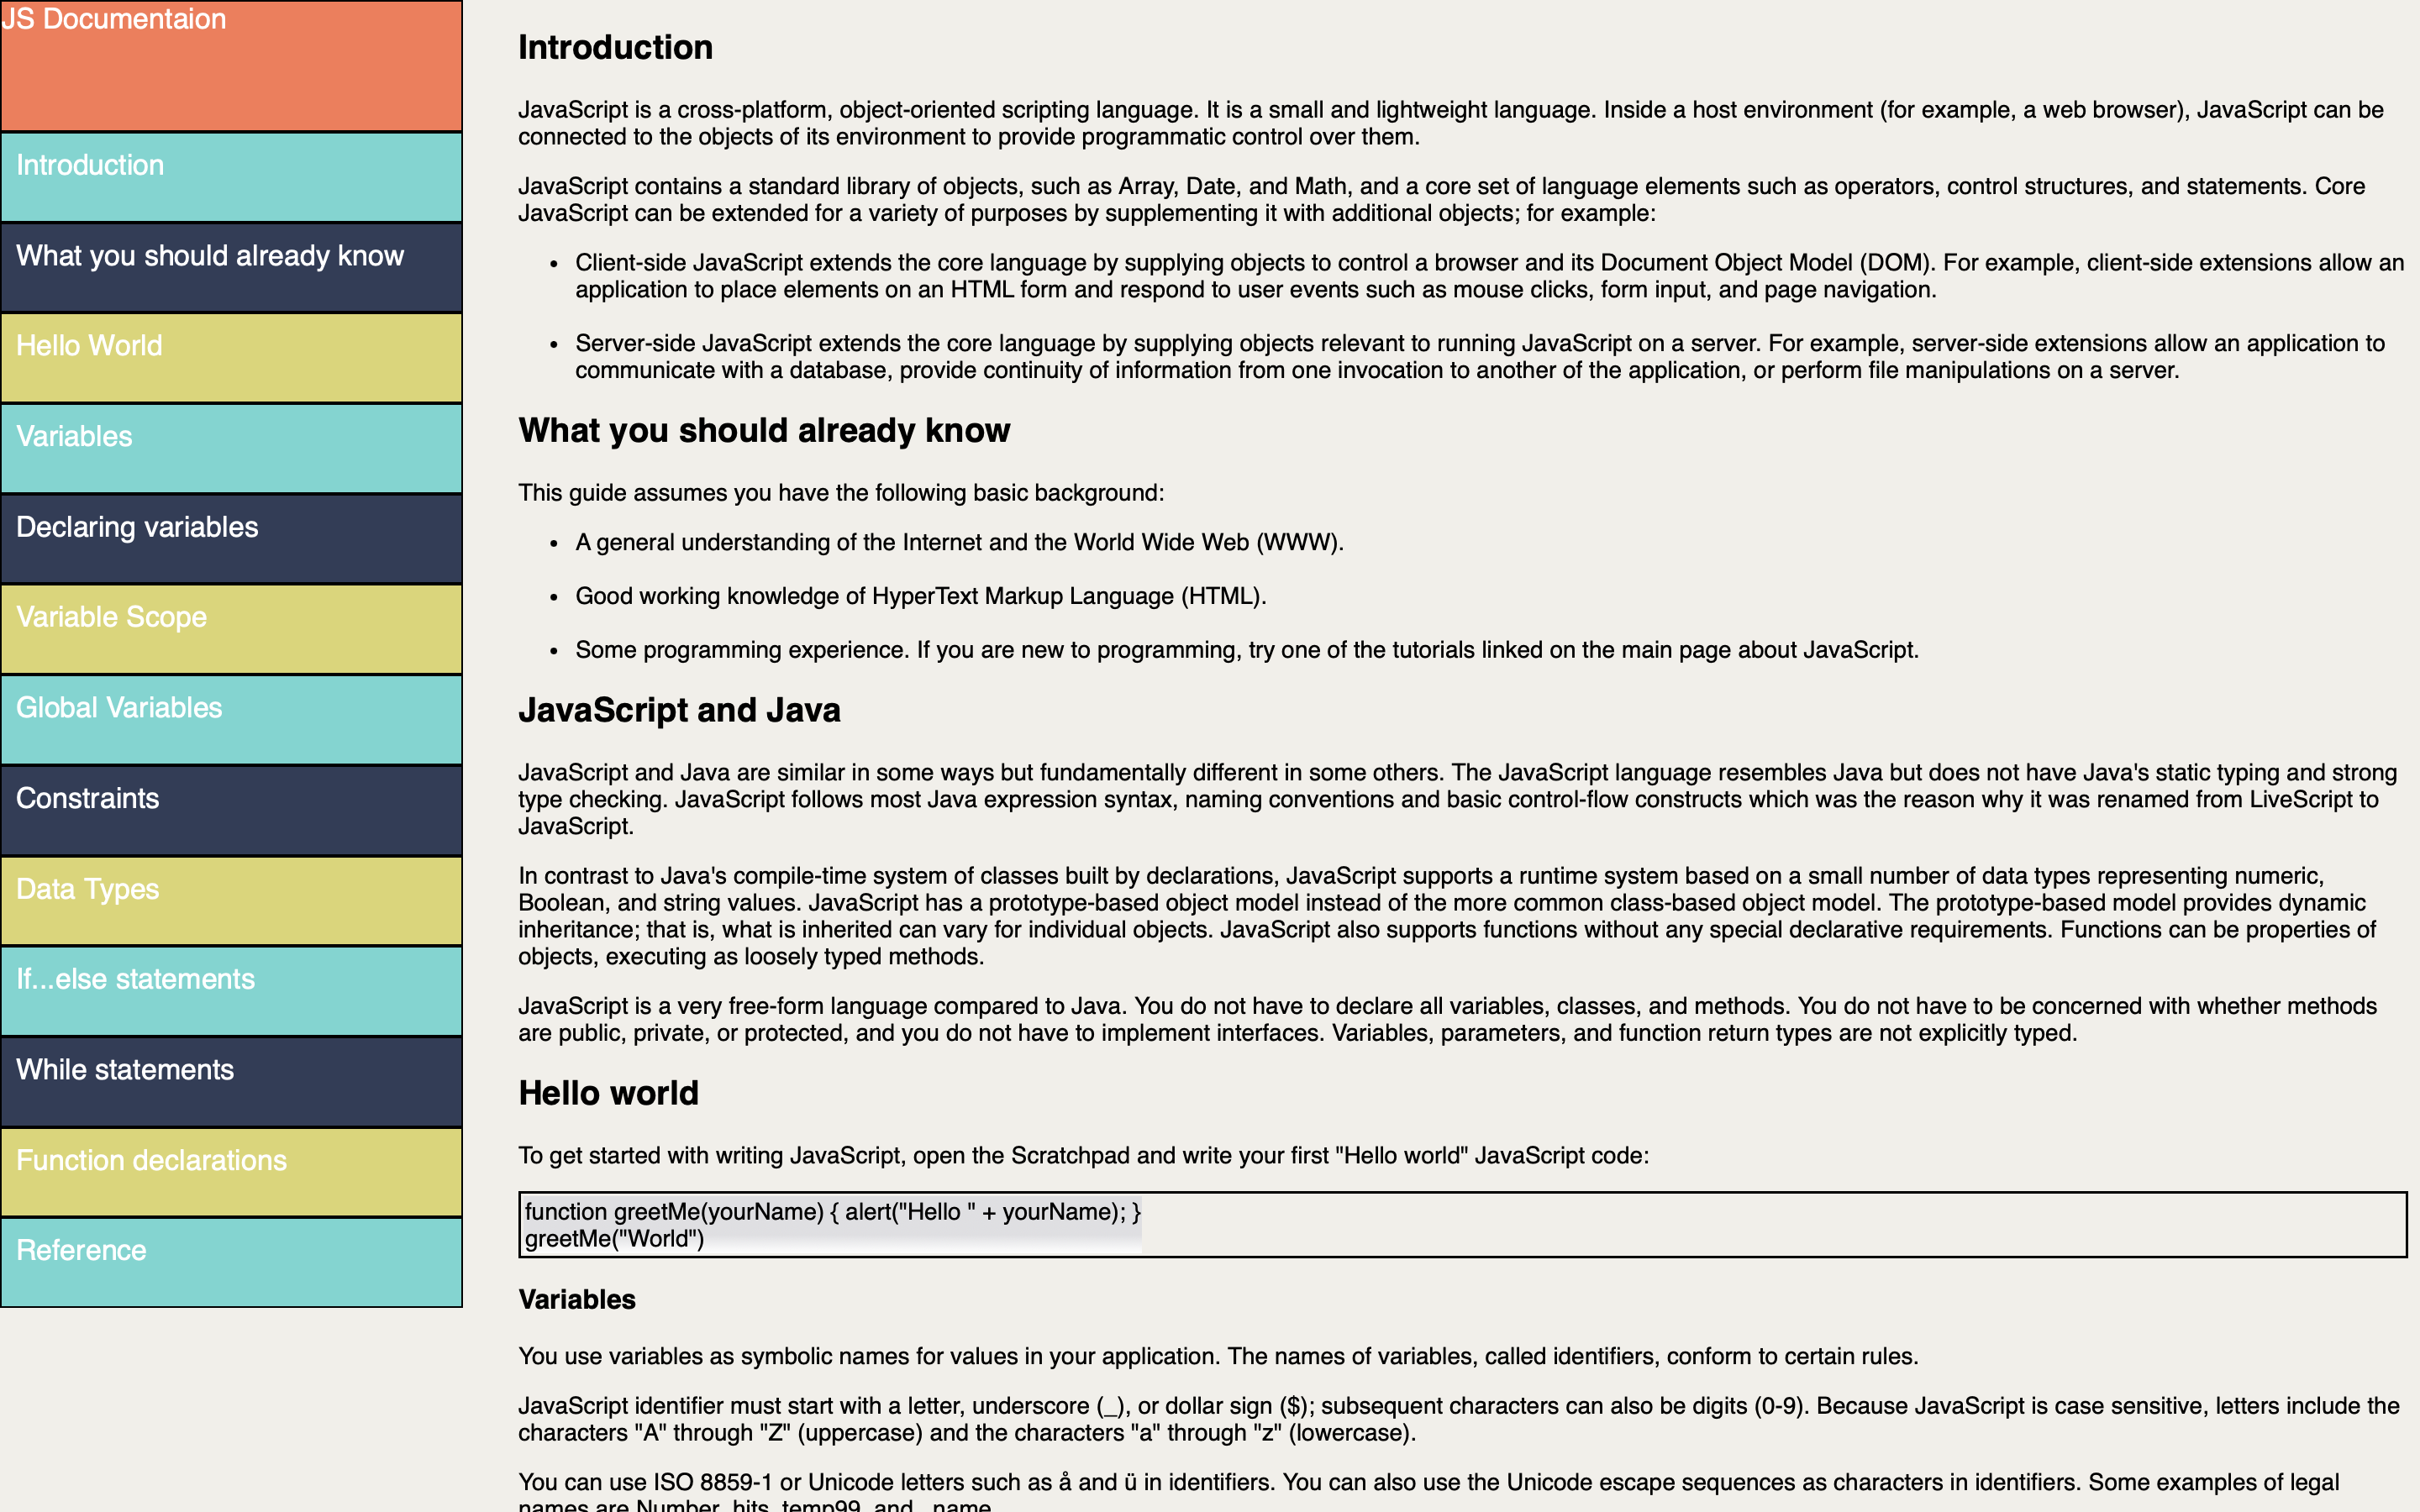 JS Documentaion
Introduction
What you should already know
Hello World
Variables
Declaring variables
Variable Scope
Global Variables
Constraints
Data Types
If...else statements
While statements
Function declarations
Reference
Introduction
JavaScript is a cross-platform, object-oriented scripting language. It is a small and lightweight language. Inside a host environment (for example, a web browser), JavaScript can be
connected to the objects of its environment to provide programmatic control over them.
JavaScript contains a standard library of objects, such as Array, Date, and Math, and a core set of language elements such as operators, control structures, and statements. Core
JavaScript can be extended for a variety of purposes by supplementing it with additional objects; for example:
• Client-side JavaScript extends the core language by supplying objects to control a browser and its Document Object Model (DOM). For example, client-side extensions allow an
application to place elements on an HTML form and respond to user events such as mouse clicks, form input, and page navigation.
• Server-side JavaScript extends the core language by supplying objects relevant to running JavaScript on a server. For example, server-side extensions allow an application to
communicate with a database, provide continuity of information from one invocation to another of the application, or perform file manipulations on a server.
What you should already know
This guide assumes you have the following basic background:
• A general understanding of the Internet and the World Wide Web (WWW).
• Good working knowledge of HyperText Markup Language (HTML).
• Some programming experience. If you are new to programming, try one of the tutorials linked on the main page about JavaScript.
JavaScript and Java
JavaScript and Java are similar in some ways but fundamentally different in some others. The JavaScript language resembles Java but does not have Java's static typing and strong
type checking. JavaScript follows most Java expression syntax, naming conventions and basic control-flow constructs which was the reason why it was renamed from LiveScript to
JavaScript.
In contrast to Java's compile-time system of classes built by declarations, JavaScript supports a runtime system based on a small number of data types representing numeric,
Boolean, and string values. JavaScript has a prototype-based object model instead of the more common class-based object model. The prototype-based model provides dynamic
inheritance; that is, what is inherited can vary for individual objects. JavaScript also supports functions without any special declarative requirements. Functions can be properties of
objects, executing as loosely typed methods.
JavaScript is a very free-form language compared to Java. You do not have to declare all variables, classes, and methods. You do not have to be concerned with whether methods
are public, private, or protected, and you do not have to implement interfaces. Variables, parameters, and function return types are not explicitly typed.
Hello world
To get started with writing JavaScript, open the Scratchpad and write your first "Hello world" JavaScript code:
function greetMe(yourName) { alert("Hello " + yourName); }
greetMe("World")
Variables
You use variables as symbolic names for values in your application. The names of variables, called identifiers, conform to certain rules.
JavaScript identifier must start with a letter, underscore (_), or dollar sign ($); subsequent characters can also be digits (0-9). Because JavaScript is case sensitive, letters include the
characters "A" through "Z" (uppercase) and the characters "a" through "z" (lowercase).
You can use ISO 8859-1 or Unicode letters such as å and ü in identifiers. You can also use the Unicode escape sequences as characters in identifiers. Some examples of legal
names are Number_hits, temp99, and _name.